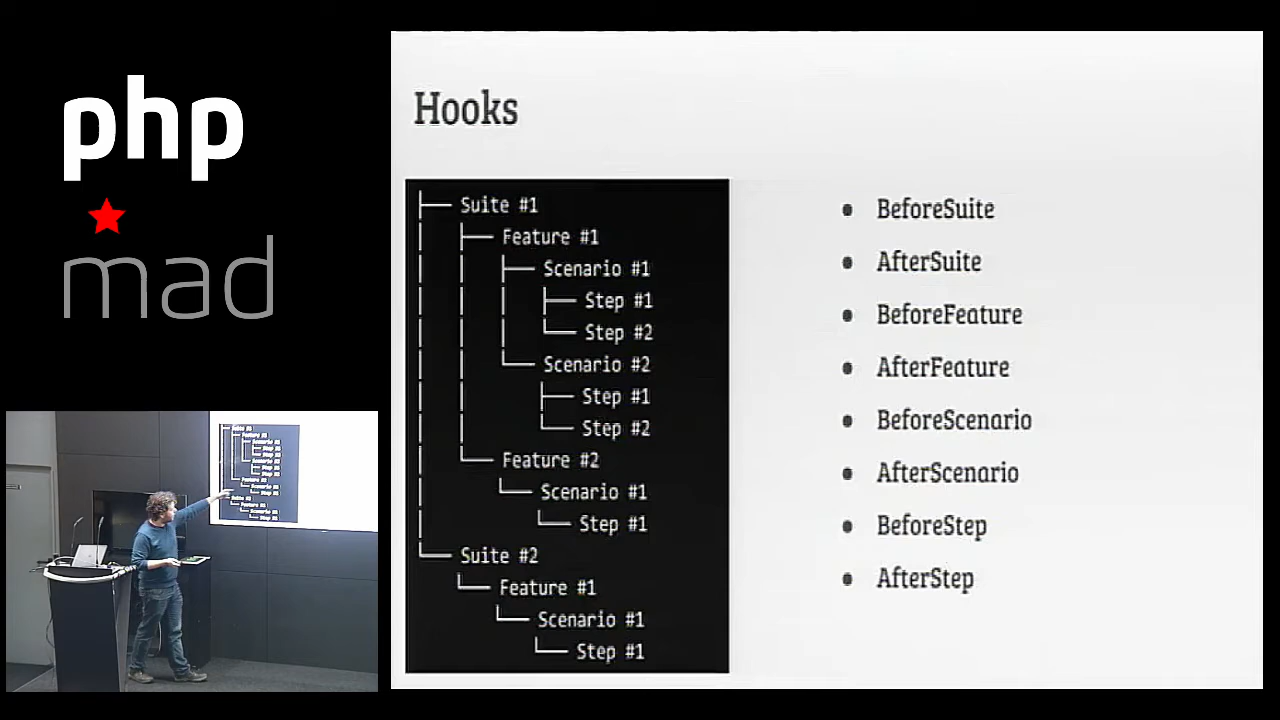 php
mad
Hooks
Suite #1
Feature #1
Scenario #1
Step #1
Step #2
Scenario #2
Step #1
Step #2
Feature #2
Scenario #1
Step #1
Suite #2
Feature #1
Scenario #1
Step #1
BeforeSuite
AfterSuite
BeforeFeature
AfterFeature
BeforeScenario
AfterScenario
BeforeStep
AfterStep